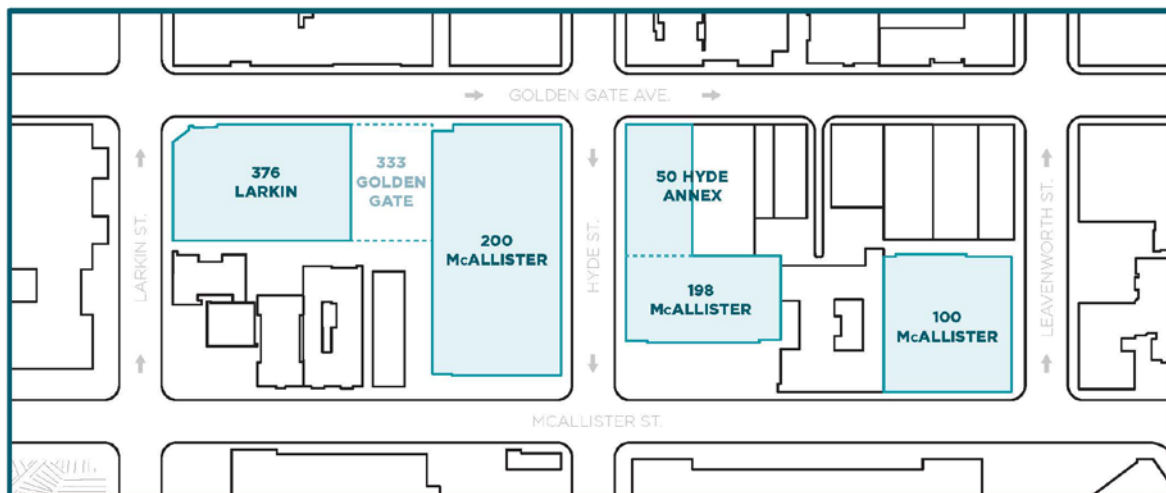 GOLDEN GATE AVE.
376
LARKIN
333
GOLDEN
GATE
200
McALLISTER
50 HYDE
ANNEX
198
McALLISTER
100
McALLISTER
LARKIN ST.
HYDE ST.
LEAVENWORTH ST.
MCALLISTER ST.